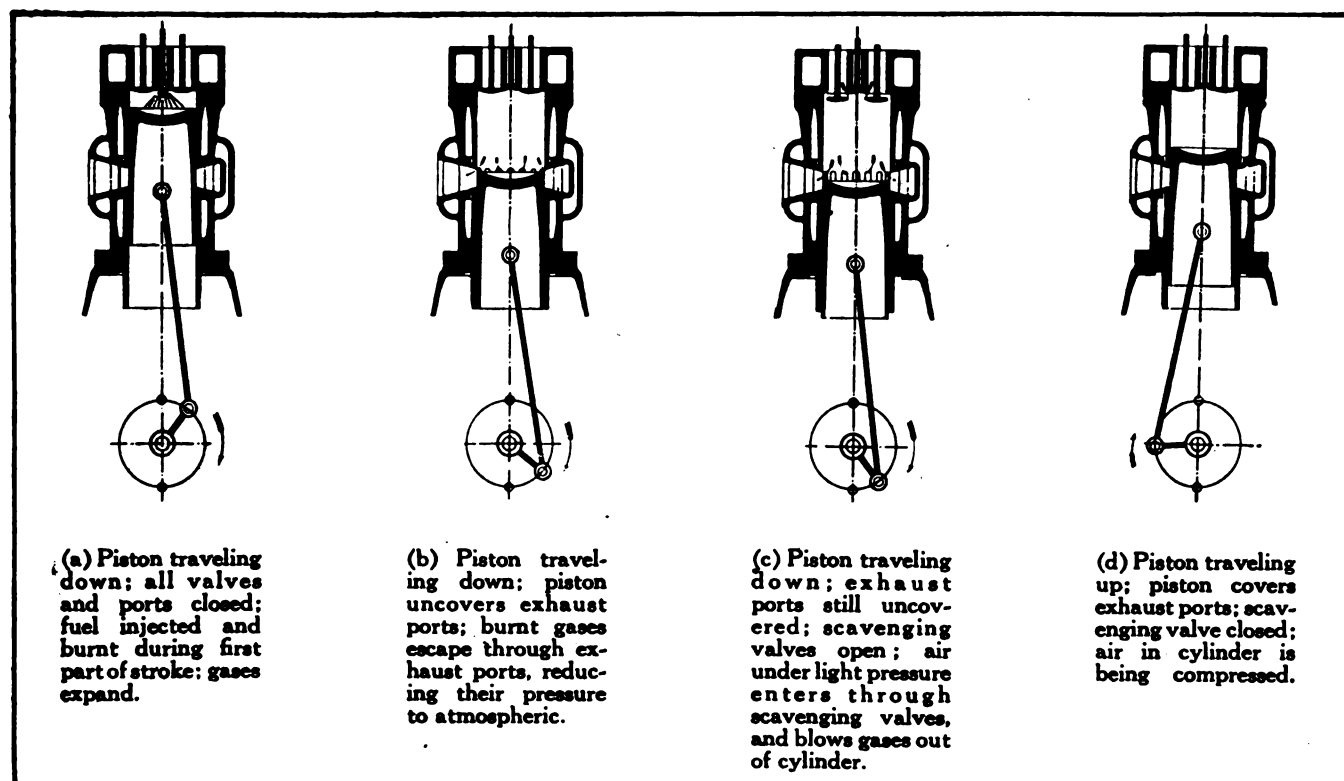 (a) Piston traveling
down; all valves
and ports closed;
fuel injected and
burnt during first
part of stroke; gases
expand.
(b) Piston travel-
ing down; piston
uncovers exhaust
ports; burnt gases
escape through ex-
haust ports, reduc-
ing their pressure
to atmospheric.
(c) Piston traveling
down; exhaust
ports still uncov-
ered; scavenging
valves open; air
under light pressure
enters through
scavenging valves,
and blows gases out
of cylinder.
(d) Piston traveling
up; piston covers
exhaust ports; scav-
enging valve closed;
air in cylinder is
being compressed.